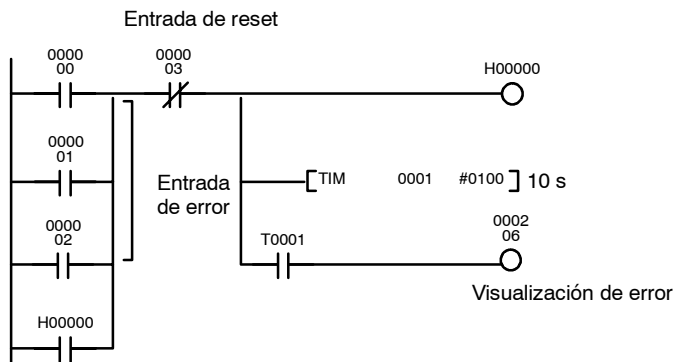 Entrada de reset
0000
00
0000
03
H00000
0000
01
Entrada
de error
TIM 0001 #0100 10 s
0000
02
T0001
0002
06
Visualización de error
H00000